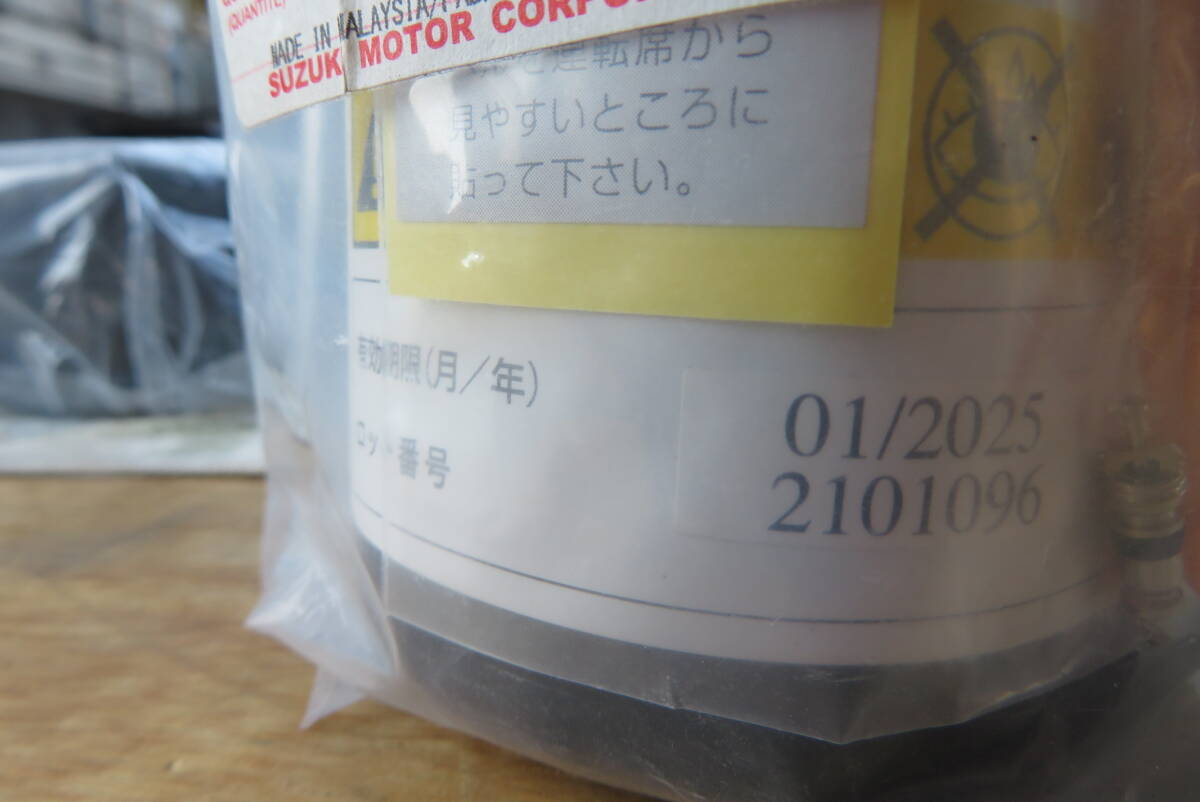 (QUANTITE)
MADE IN MALAYSIA/
SUZUKI MOTOR CORPO
を運転席から
見やすいところに
貼って下さい。
有効期限(月/年)
01/2025
ロット番号
2101096